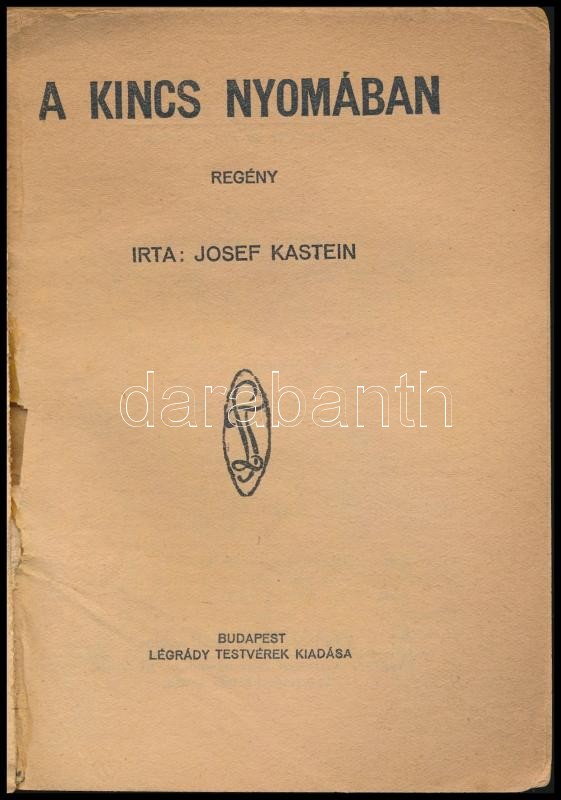 A KINCS NYOMÁBAN
REGÉNY
IRTA: JOSEF KASTEIN
darabanth
BUDAPEST
LÉGRÁDY TESTVÉREK KIADÁSA